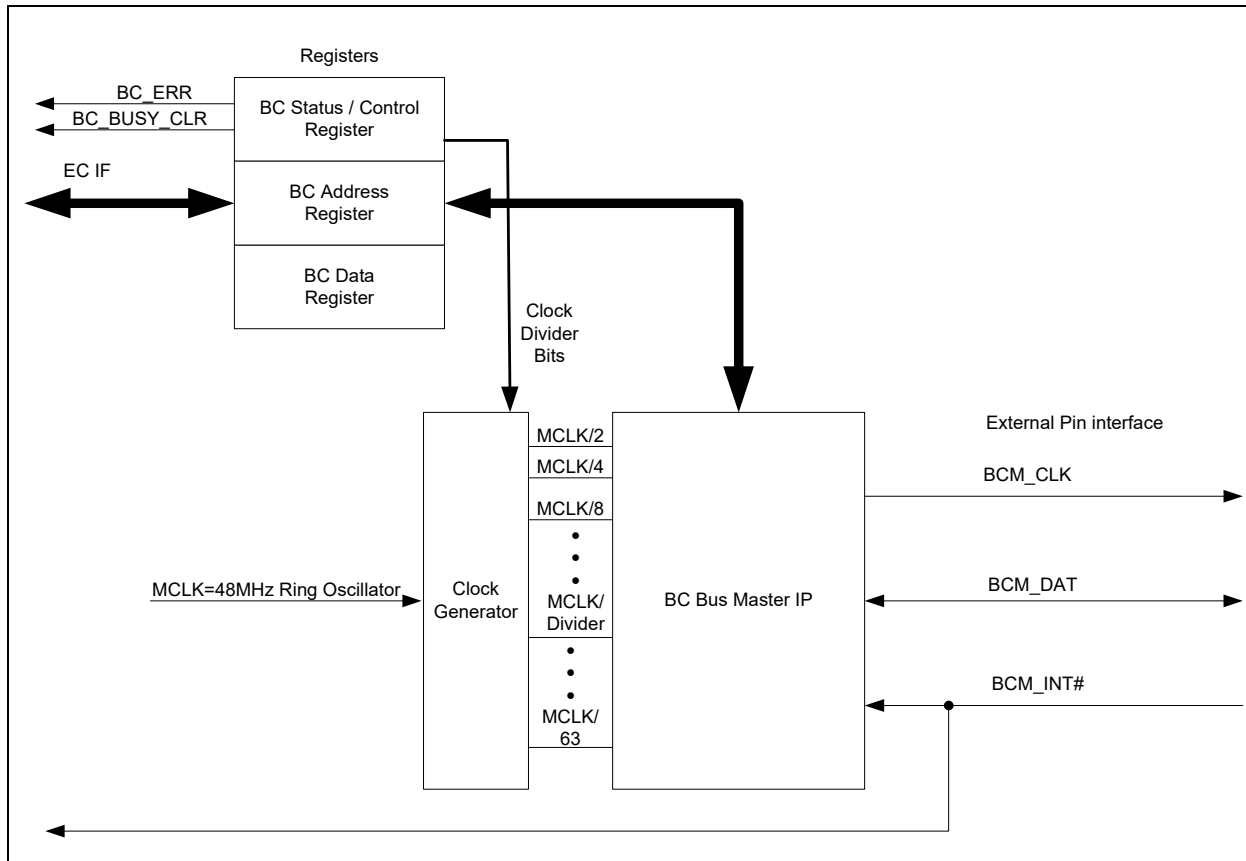 Registers
BC_ERR
BC_BUSY_CLR
BC Status / Control
Register
EC IF
BC Address
Register
BC Data
Register
Clock
Divider
Bits
MCLK/2
MCLK/4
MCLK/8
MCLK/
Divider
MCLK/
63
MCLK=48MHz Ring Oscillator
Clock
Generator
BC Bus Master IP
External Pin interface
BCM_CLK
BCM_DAT
BCM_INT#